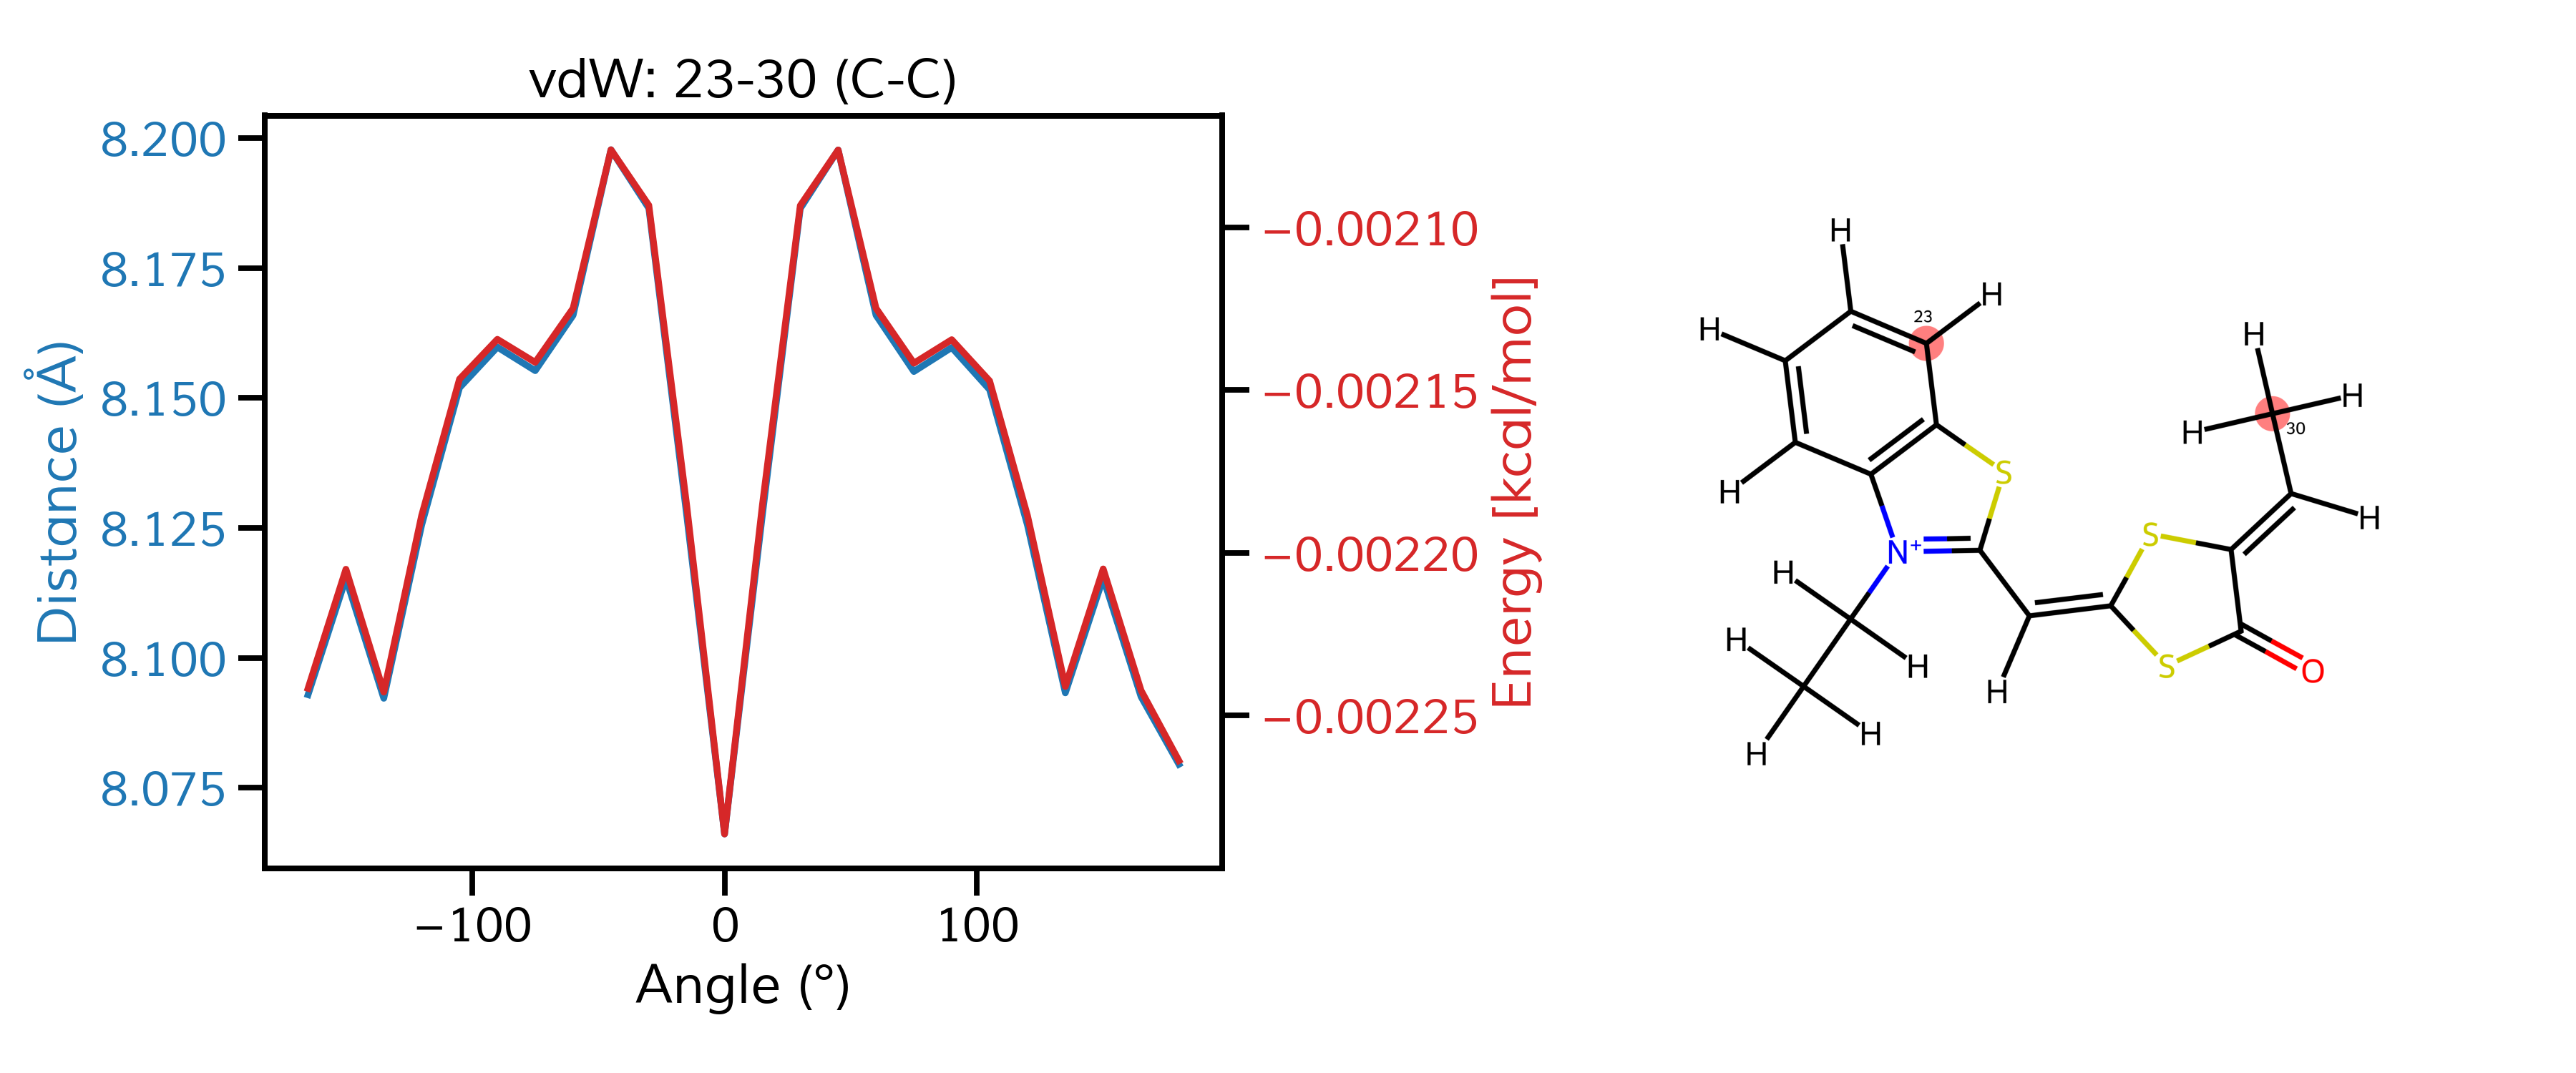 vdW: 23-30 (C-C)
8.200
8.175
8.150
8.125
8.100
8.075
Distance (Å)
−0.00210
−0.00215
−0.00220
−0.00225
Energy [kcal/mol]
−100
0
100
Angle (°)
H
H
23
H
H
H
30
H
H
H
S
S
H
N+
H
H
H
S
O
H
H
H